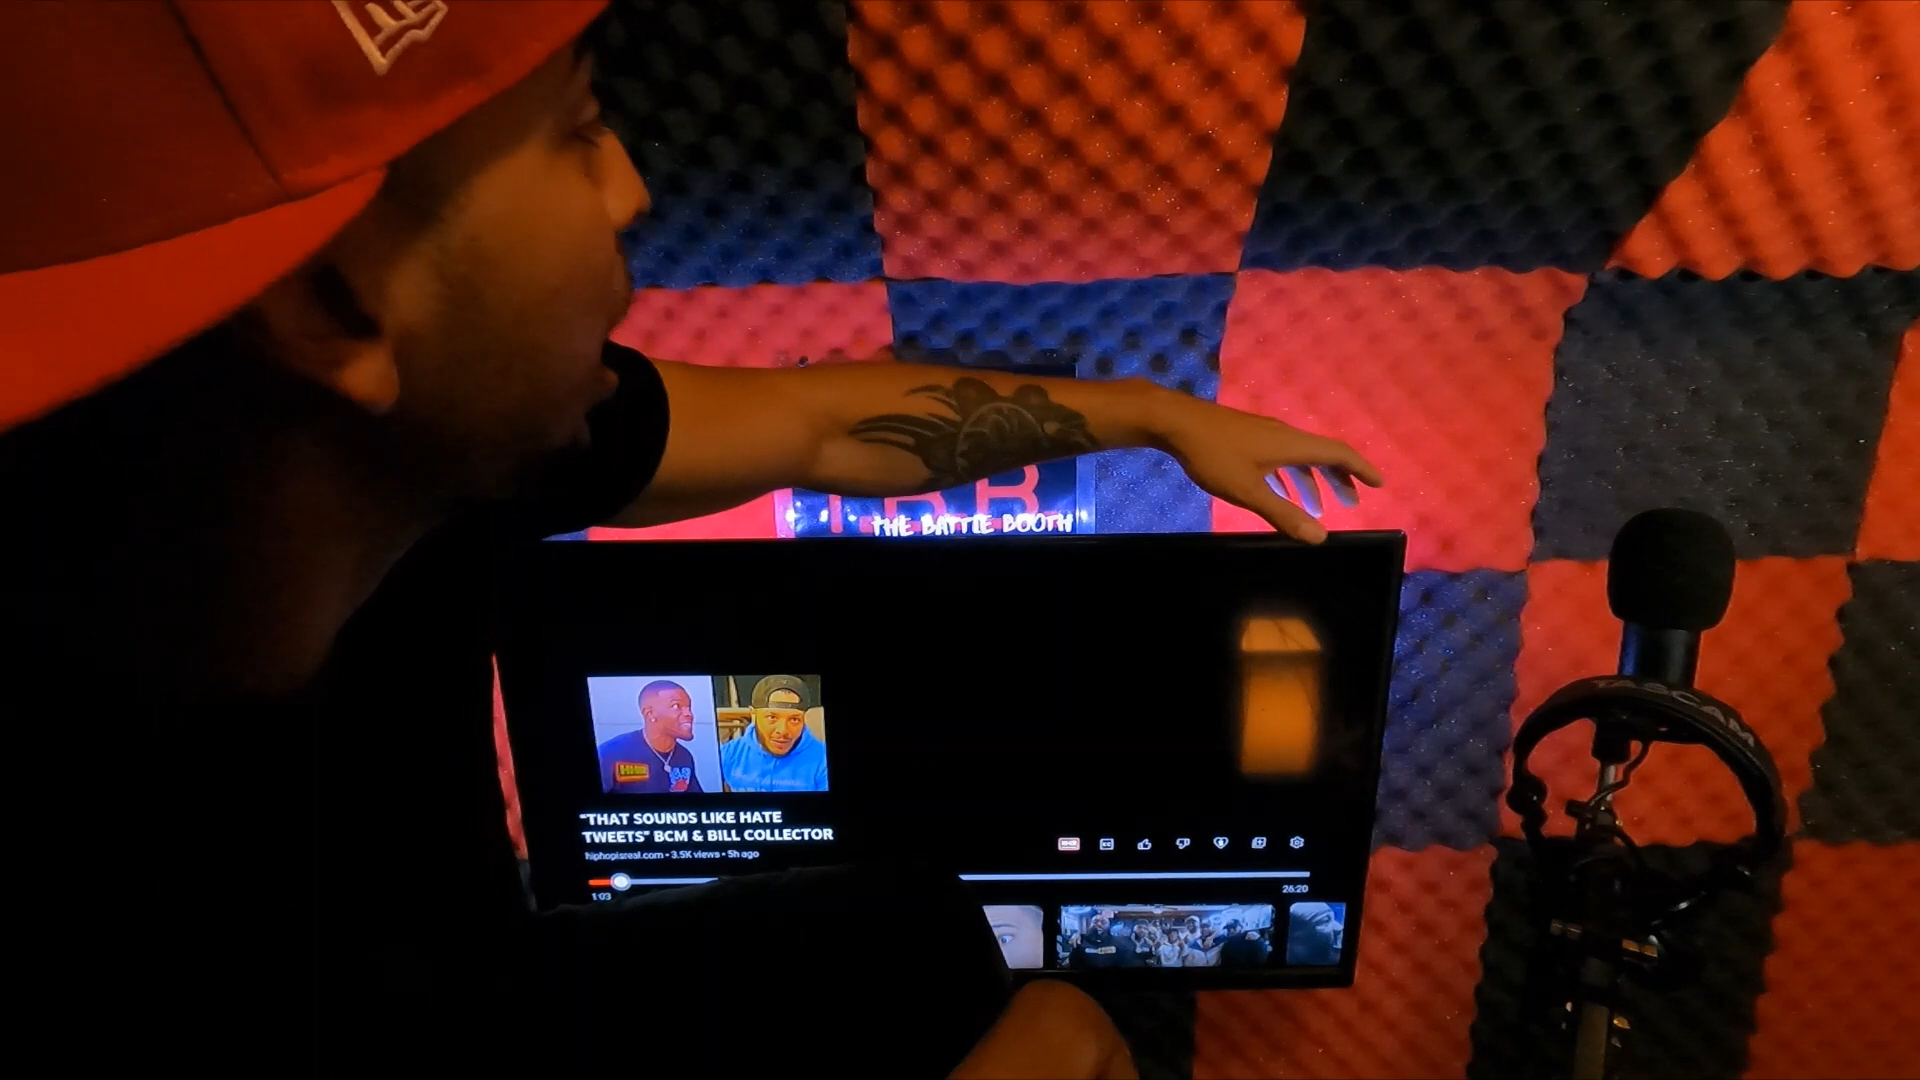 T.B.B
THE BATTLE BOOTH
"THAT SOUNDS LIKE HATE
TWEETS" BCM & BILL COLLECTOR
hiphopisreal.com • 3.5K views • 5h ago
1:03
26:20
TASCAM